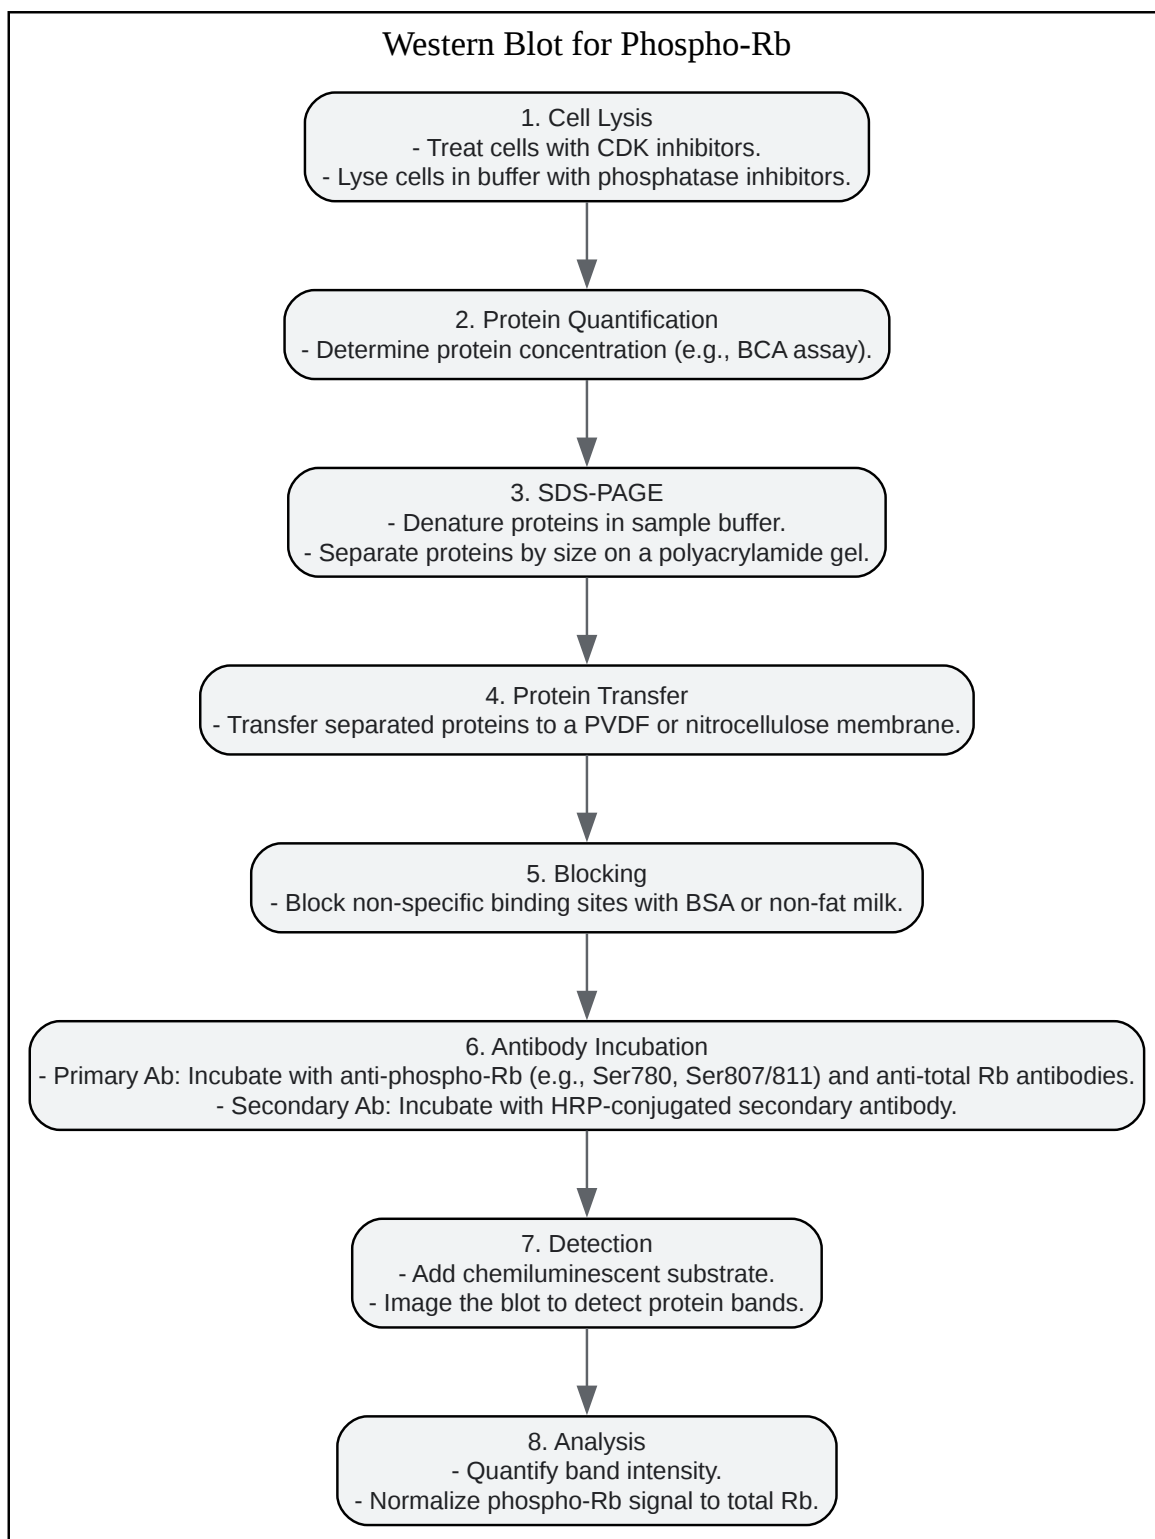 Western Blot for Phospho-Rb
1. Cell Lysis
- Treat cells with CDK inhibitors.
- Lyse cells in buffer with phosphatase inhibitors.
2. Protein Quantification
- Determine protein concentration (e.g., BCA assay).
3. SDS-PAGE
- Denature proteins in sample buffer.
- Separate proteins by size on a polyacrylamide gel.
4. Protein Transfer
- Transfer separated proteins to a PVDF or nitrocellulose membrane.
5. Blocking
- Block non-specific binding sites with BSA or non-fat milk.
6. Antibody Incubation
- Primary Ab: Incubate with anti-phospho-Rb (e.g., Ser780, Ser807/811) and anti-total Rb antibodies.
- Secondary Ab: Incubate with HRP-conjugated secondary antibody.
7. Detection
- Add chemiluminescent substrate.
- Image the blot to detect protein bands.
8. Analysis
- Quantify band intensity.
- Normalize phospho-Rb signal to total Rb.